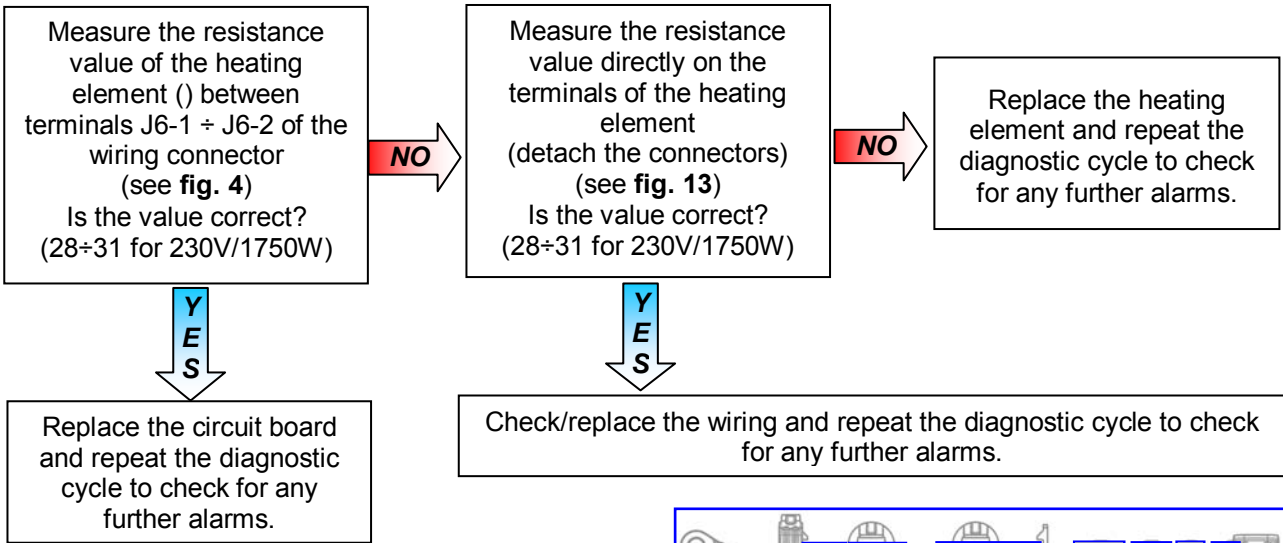 Measure the resistance
value of the heating
element () between
terminals J6-1 ÷ J6-2 of the
wiring connector
(see fig. 4)
Is the value correct?
(28÷31 for 230V/1750W)
NO
Measure the resistance
value directly on the
terminals of the heating
element
(detach the connectors)
(see fig. 13)
Is the value correct?
(28÷31 for 230V/1750W)
NO
Replace the heating
element and repeat the
diagnostic cycle to check
for any further alarms.
Y
E
S
Y
E
S
Replace the circuit board
and repeat the diagnostic
cycle to check for any
further alarms.
Check/replace the wiring and repeat the diagnostic cycle to check
for any further alarms.